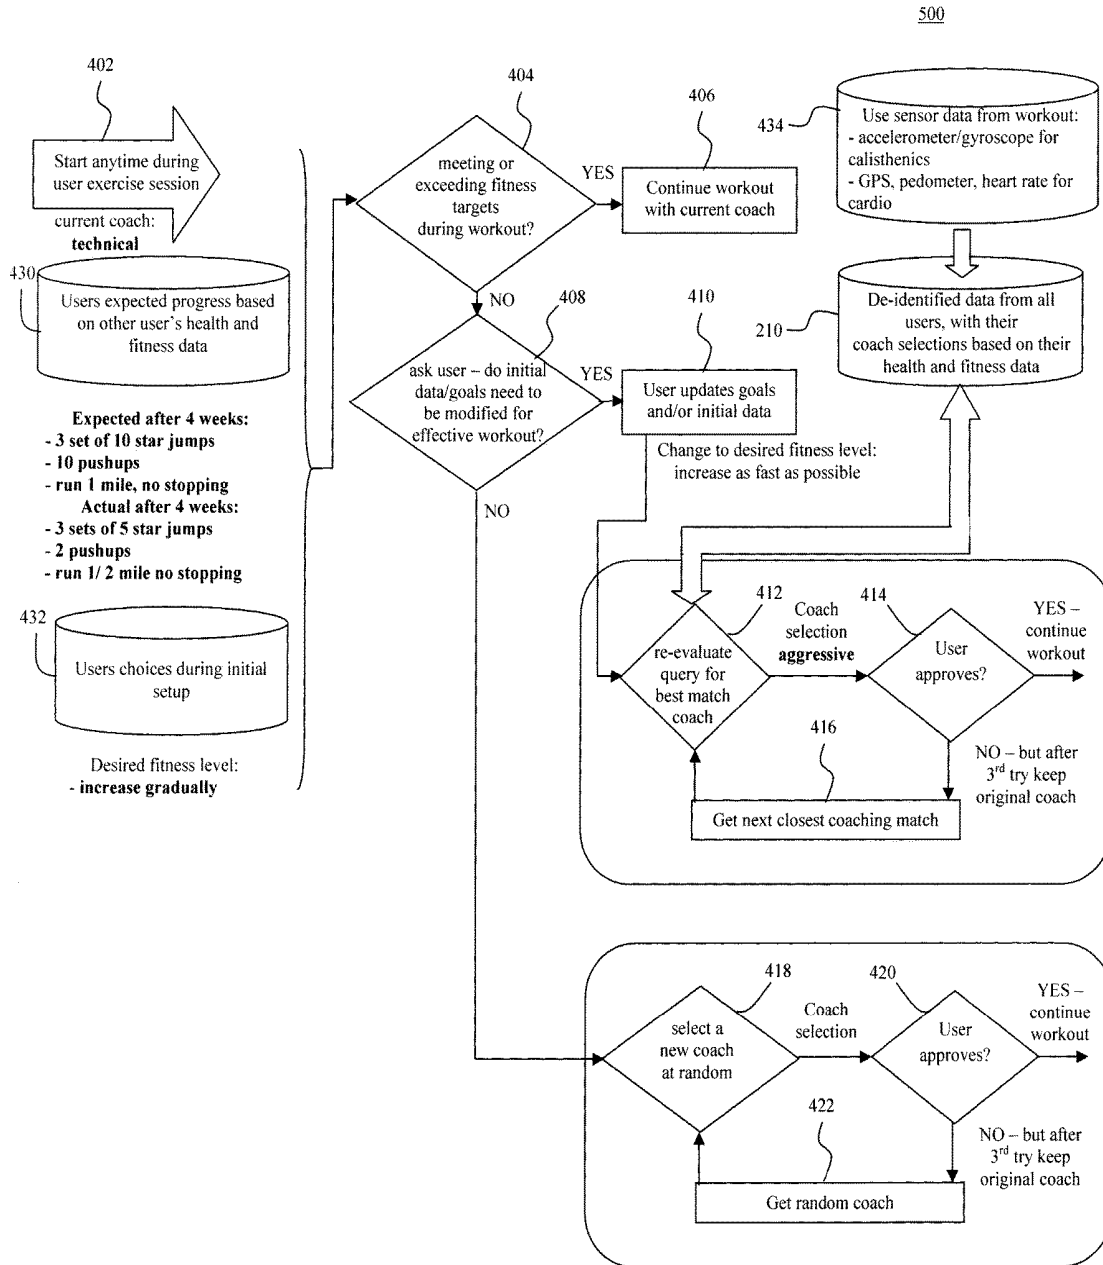 500
402
Start anytime during
user exercise session
current coach:
technical
430
Users expected progress based
on other user's health and
fitness data
Expected after 4 weeks:
- 3 set of 10 star jumps
- 10 pushups
- run 1 mile, no stopping
Actual after 4 weeks:
- 3 sets of 5 star jumps
- 2 pushups
- run 1/ 2 mile no stopping
432
Users choices during initial
setup
Desired fitness level:
- increase gradually
404
meeting or
exceeding fitness
targets
during workout?
YES
NO
406
Continue workout
with current coach
408
ask user – do initial
data/goals need to
be modified for
effective workout?
YES
NO
410
User updates goals
and/or initial data
Change to desired fitness level:
increase as fast as possible
434
Use sensor data from workout:
- accelerometer/gyroscope for
calisthenics
- GPS, pedometer, heart rate for
cardio
210
De-identified data from all
users, with their
coach selections based on their
health and fitness data
412
re-evaluate
query for
best match
coach
Coach
selection
aggressive
414
User
approves?
YES –
continue
workout
NO – but after
3rd try keep
original coach
416
Get next closest coaching match
418
select a
new coach
at random
Coach
selection
420
User
approves?
YES –
continue
workout
NO – but after
3rd try keep
original coach
422
Get random coach